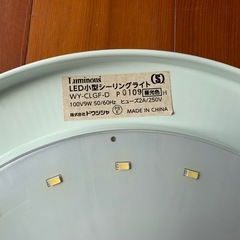 Luminous Ⓢ
LED小型シーリングライト
WY-CLGF-D P 0109 昼光色 H
100V9W 50/60Hz ヒューズ2A/250V
株式会社ドウシシャ MADE IN CHINA